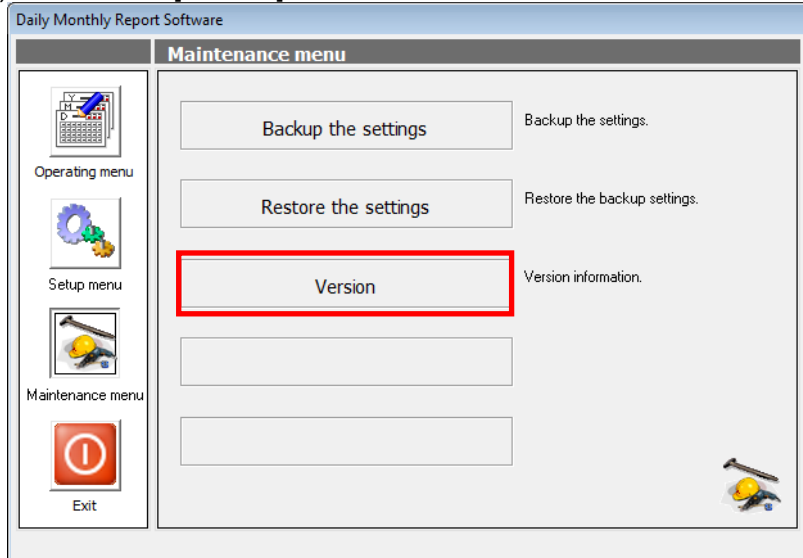 Daily Monthly Report Software
Maintenance menu
Operating menu
Setup menu
Maintenance menu
Exit
Backup the settings
Backup the settings.
Restore the settings
Restore the backup settings.
Version
Version information.